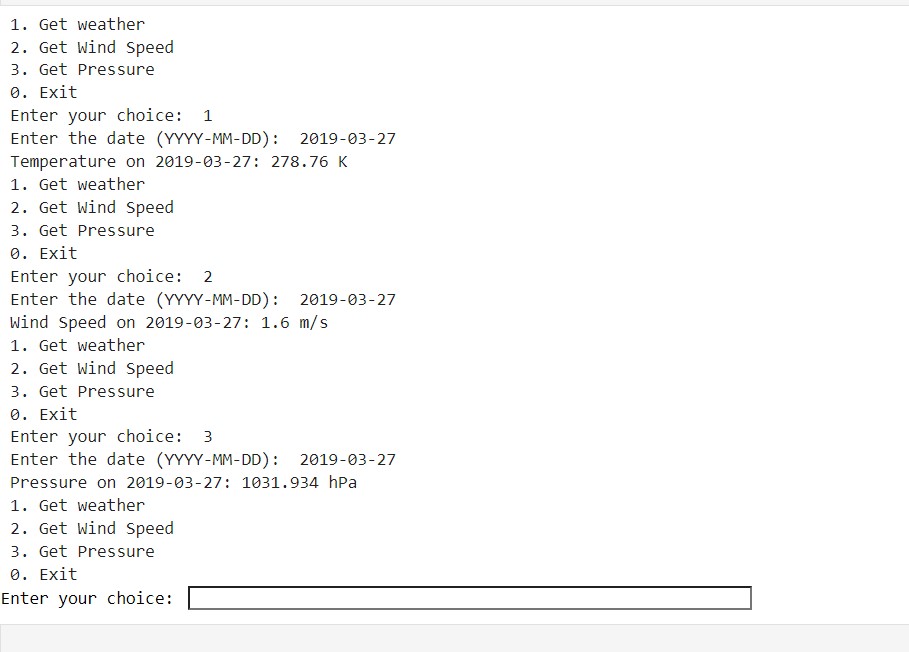 1. Get weather
2. Get Wind Speed
3. Get Pressure
0. Exit
Enter your choice:  1
Enter the date (YYYY-MM-DD):  2019-03-27
Temperature on 2019-03-27: 278.76 K
1. Get weather
2. Get Wind Speed
3. Get Pressure
0. Exit
Enter your choice:  2
Enter the date (YYYY-MM-DD):  2019-03-27
Wind Speed on 2019-03-27: 1.6 m/s
1. Get weather
2. Get Wind Speed
3. Get Pressure
0. Exit
Enter your choice:  3
Enter the date (YYYY-MM-DD):  2019-03-27
Pressure on 2019-03-27: 1031.934 hPa
1. Get weather
2. Get Wind Speed
3. Get Pressure
0. Exit
Enter your choice: